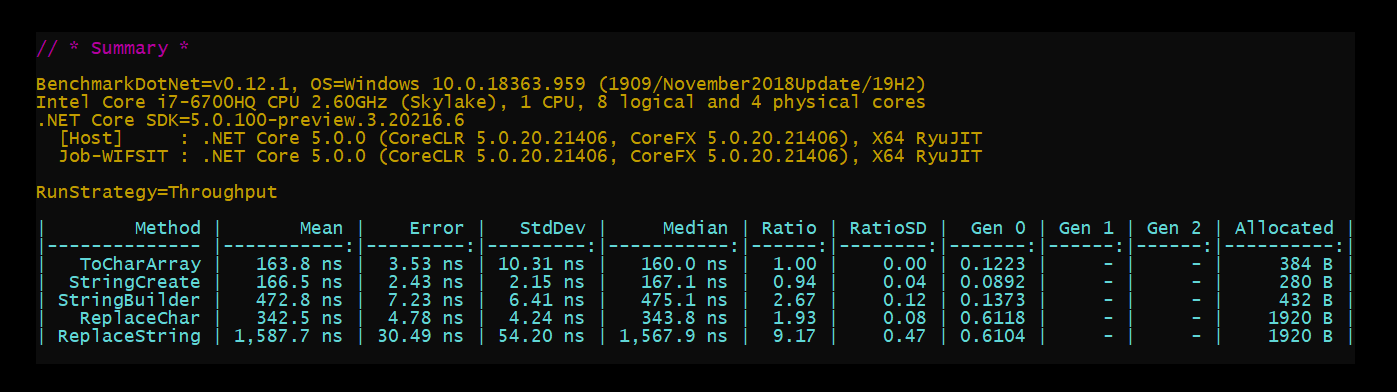 // * Summary *
BenchmarkDotNet=v0.12.1, OS=Windows 10.0.18363.959 (1909/November2018Update/19H2)
Intel Core i7-6700HQ CPU 2.60GHz (Skylake), 1 CPU, 8 logical and 4 physical cores
.NET Core SDK=5.0.100-preview.3.20216.6
  [Host]     : .NET Core 5.0.0 (CoreCLR 5.0.20.21406, CoreFX 5.0.20.21406), X64 RyuJIT
  Job-WIFSIT : .NET Core 5.0.0 (CoreCLR 5.0.20.21406, CoreFX 5.0.20.21406), X64 RyuJIT
RunStrategy=Throughput
|        Method |       Mean |    Error |   StdDev |     Median | Ratio | RatioSD |  Gen 0 | Gen 1 | Gen 2 | Allocated |
|-------------- |-----------:|---------:|---------:|-----------:|------:|--------:|-------:|------:|------:|----------:|
|   ToCharArray |   163.8 ns |  3.53 ns | 10.31 ns |   160.0 ns |  1.00 |    0.00 | 0.1223 |     - |     - |     384 B |
|  StringCreate |   166.5 ns |  2.43 ns |  2.15 ns |   167.1 ns |  0.94 |    0.04 | 0.0892 |     - |     - |     280 B |
| StringBuilder |   472.8 ns |  7.23 ns |  6.41 ns |   475.1 ns |  2.67 |    0.12 | 0.1373 |     - |     - |     432 B |
|   ReplaceChar |   342.5 ns |  4.78 ns |  4.24 ns |   343.8 ns |  1.93 |    0.08 | 0.6118 |     - |     - |    1920 B |
| ReplaceString | 1,587.7 ns | 30.49 ns | 54.20 ns | 1,567.9 ns |  9.17 |    0.47 | 0.6104 |     - |     - |    1920 B |